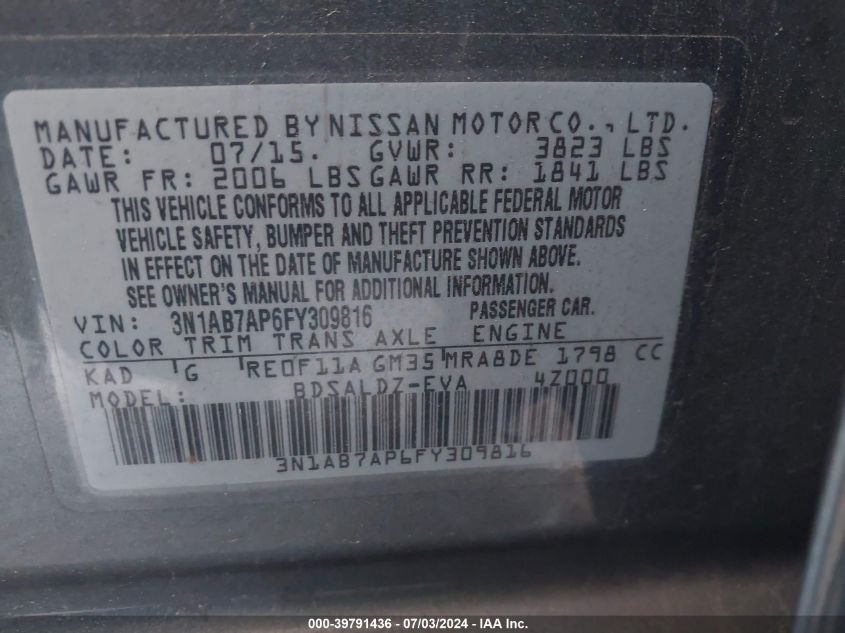 MANUFACTURED BY NISSAN MOTOR CO., LTD.
DATE: 07/15. GVWR: 3823 LBS
GAWR FR: 2006 LBS GAWR RR: 1841 LBS
THIS VEHICLE CONFORMS TO ALL APPLICABLE FEDERAL MOTOR
VEHICLE SAFETY, BUMPER AND THEFT PREVENTION STANDARDS
IN EFFECT ON THE DATE OF MANUFACTURE SHOWN ABOVE.
SEE OWNER'S MANUAL FOR ADDITIONAL INFORMATION.
VIN: 3N1AB7AP6FY309816 PASSENGER CAR.
COLOR TRIM TRANS AXLE ENGINE
KAD G RE0F11A GM35 MRA8DE 1798 CC
MODEL: BDSALDZ-EVA 4Z000
3N1AB7AP6FY309816
000-39791436 - 07/03/2024 - IAA Inc.